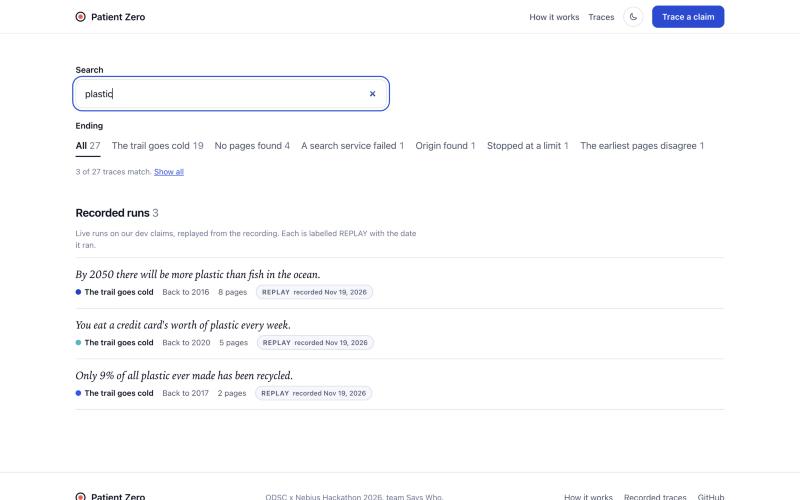 Patient Zero
How it works Traces Trace a claim
Search
plastic
Ending
All 27 The trail goes cold 19 No pages found 4 A search service failed 1 Origin found 1 Stopped at a limit 1 The earliest pages disagree 1
3 of 27 traces match. Show all
Recorded runs 3
Live runs on our dev claims, replayed from the recording. Each is labelled REPLAY with the date
it ran.
By 2050 there will be more plastic than fish in the ocean.
The trail goes cold Back to 2016 8 pages REPLAY recorded Nov 19, 2026
You eat a credit card's worth of plastic every week.
The trail goes cold Back to 2020 5 pages REPLAY recorded Nov 19, 2026
Only 9% of all plastic ever made has been recycled.
The trail goes cold Back to 2017 2 pages REPLAY recorded Nov 19, 2026
Patient Zero ODSC x Nebius Hackathon 2026, team Says Who. How it works Recorded traces GitHub